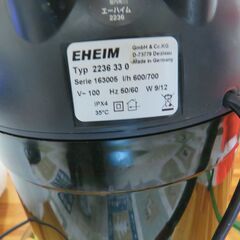 エーハイム
2236
EHEIM
GmbH & Co.KG
D-73779 Deizisau
Made in Germany
Typ 2236 33 0
Serie 163005 l/h 600/700
V~ 100 Hz 50/60 W 9/12
IPX4
35°C